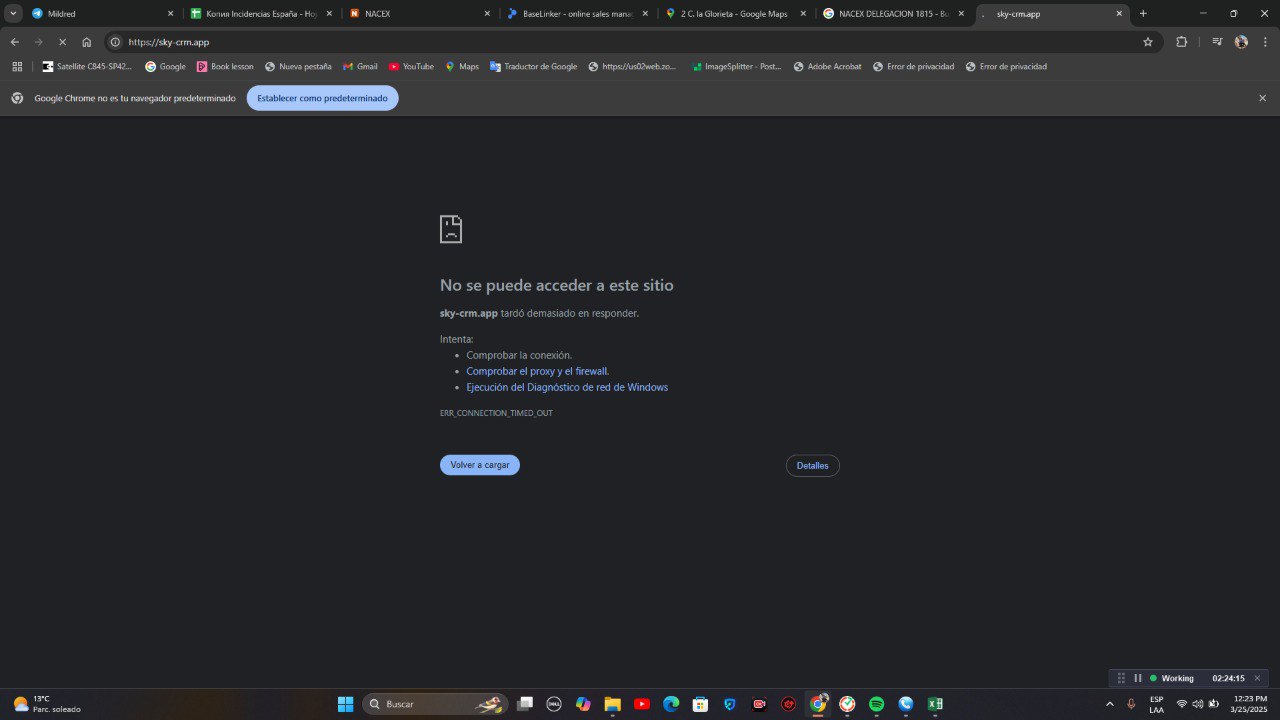 Mildred
Копия Incidencias España - Hoj
NACEX
BaseLinker - online sales mana
2 C. la Glorieta - Google Maps
NACEX DELEGACION 1815 - Bu
sky-crm.app
https://sky-crm.app
Satellite C845-SP42...
Google
Book lesson
Nueva pestaña
Gmail
YouTube
Maps
Traductor de Google
https://us02web.zo...
ImageSplitter - Post...
Adobe Acrobat
Error de privacidad
Error de privacidad
Google Chrome no es tu navegador predeterminado
Establecer como predeterminado
No se puede acceder a este sitio
sky-crm.app tardó demasiado en responder.
Intenta:
• Comprobar la conexión.
• Comprobar el proxy y el firewall.
• Ejecución del Diagnóstico de red de Windows
ERR_CONNECTION_TIMED_OUT
Volver a cargar
Detalles
Working
02:24:15
13°C
Parc. soleado
Buscar
DELL
ESP
LAA
12:23 PM
3/25/2025